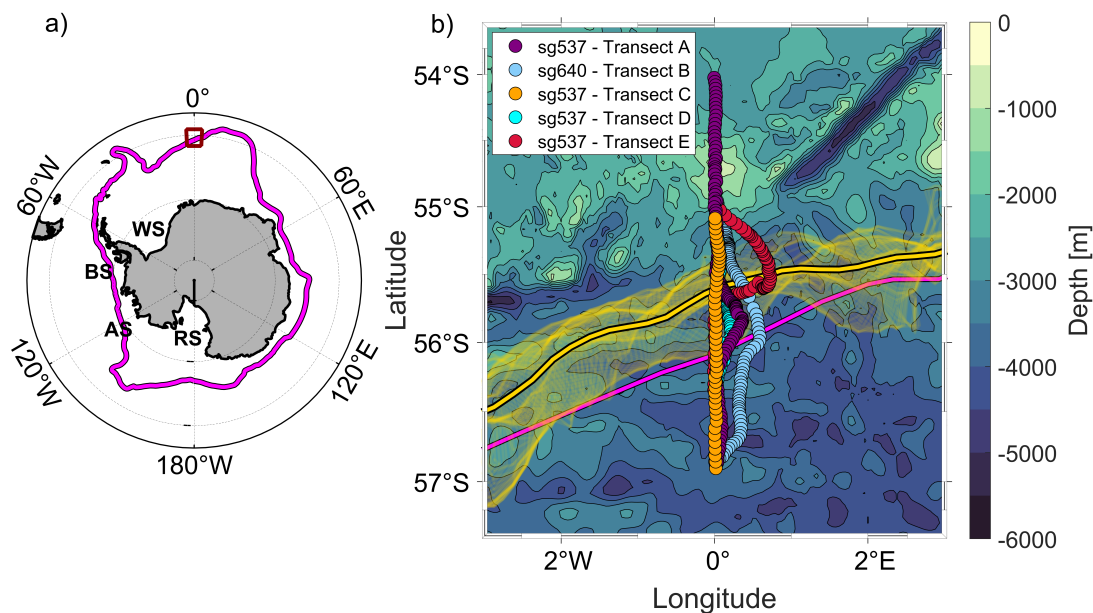 a)
0°
60°W
60°E
WS
BS
AS
RS
120°W
120°E
180°W
b)
sg537 - Transect A
sg640 - Transect B
sg537 - Transect C
sg537 - Transect D
sg537 - Transect E
54°S
55°S
56°S
57°S
Latitude
2°W
0°
2°E
Longitude
0
-1000
-2000
-3000
-4000
-5000
-6000
Depth [m]